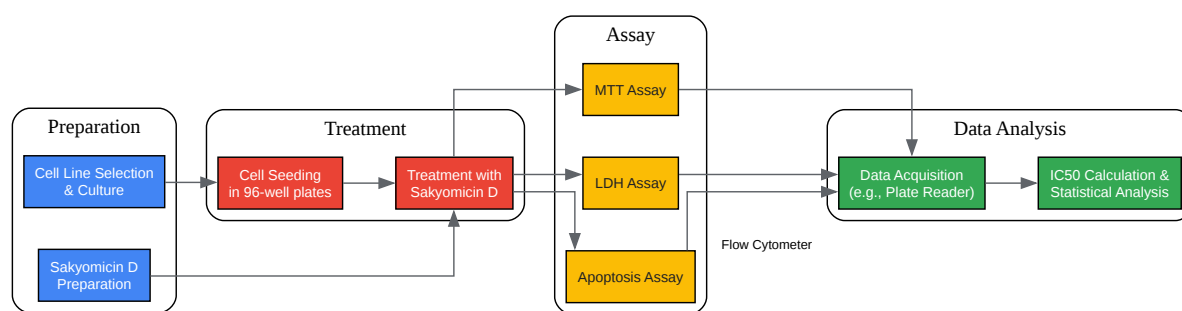 Preparation
Cell Line Selection
& Culture
Sakyomicin D
Preparation
Treatment
Cell Seeding
in 96-well plates
Treatment with
Sakyomicin D
Assay
MTT Assay
LDH Assay
Apoptosis Assay
Flow Cytometer
Data Analysis
Data Acquisition
(e.g., Plate Reader)
IC50 Calculation &
Statistical Analysis